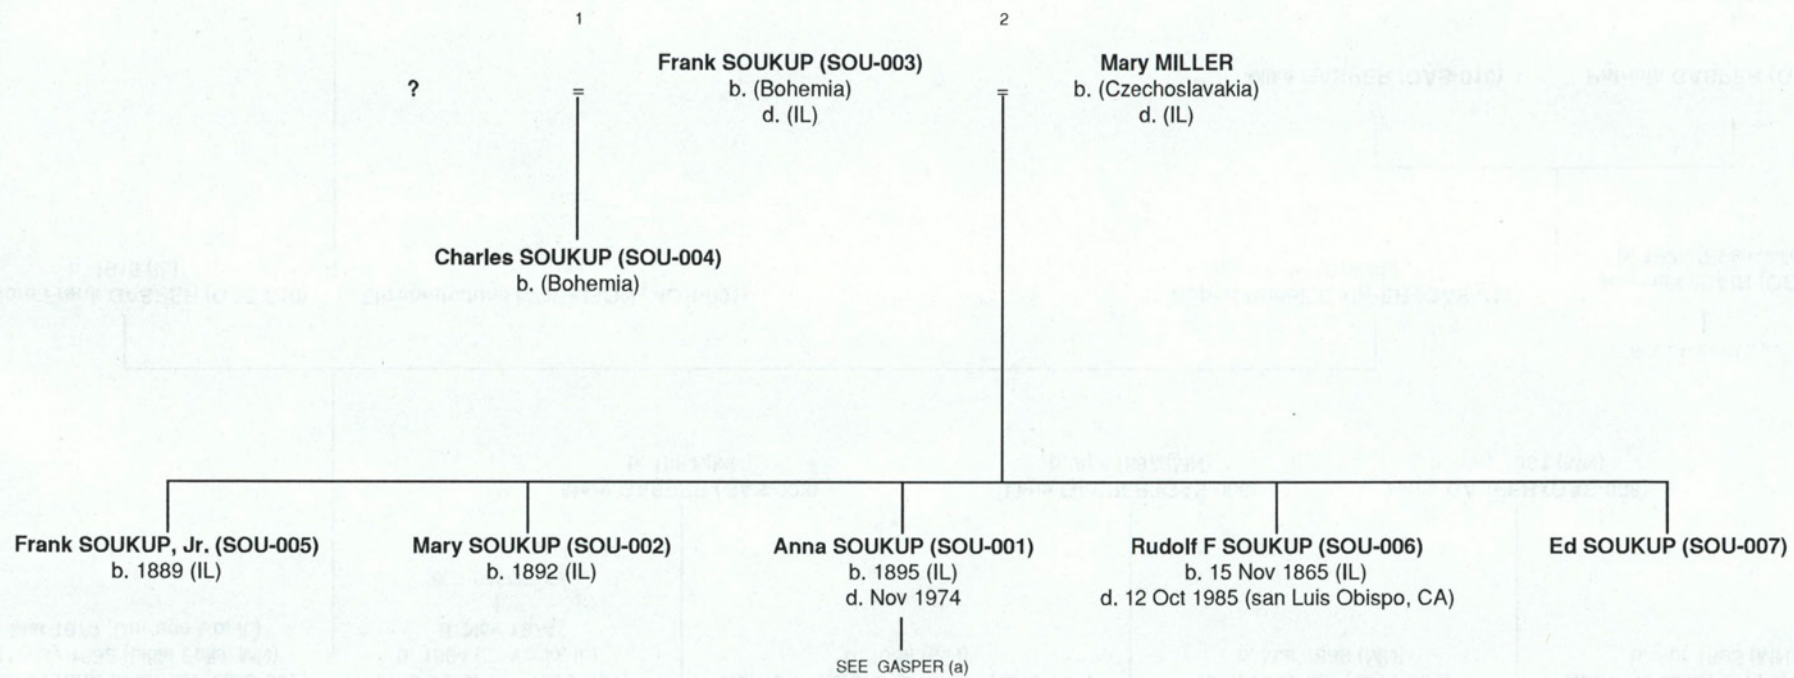 1
2
Frank SOUKUP (SOU-003)
b. (Bohemia)
d. (IL)
?
=
=
Mary MILLER
b. (Czechoslavakia)
d. (IL)
Charles SOUKUP (SOU-004)
b. (Bohemia)
Frank SOUKUP, Jr. (SOU-005)
b. 1889 (IL)
Mary SOUKUP (SOU-002)
b. 1892 (IL)
Anna SOUKUP (SOU-001)
b. 1895 (IL)
d. Nov 1974
Rudolf F SOUKUP (SOU-006)
b. 15 Nov 1865 (IL)
d. 12 Oct 1985 (san Luis Obispo, CA)
Ed SOUKUP (SOU-007)
SEE GASPER (a)